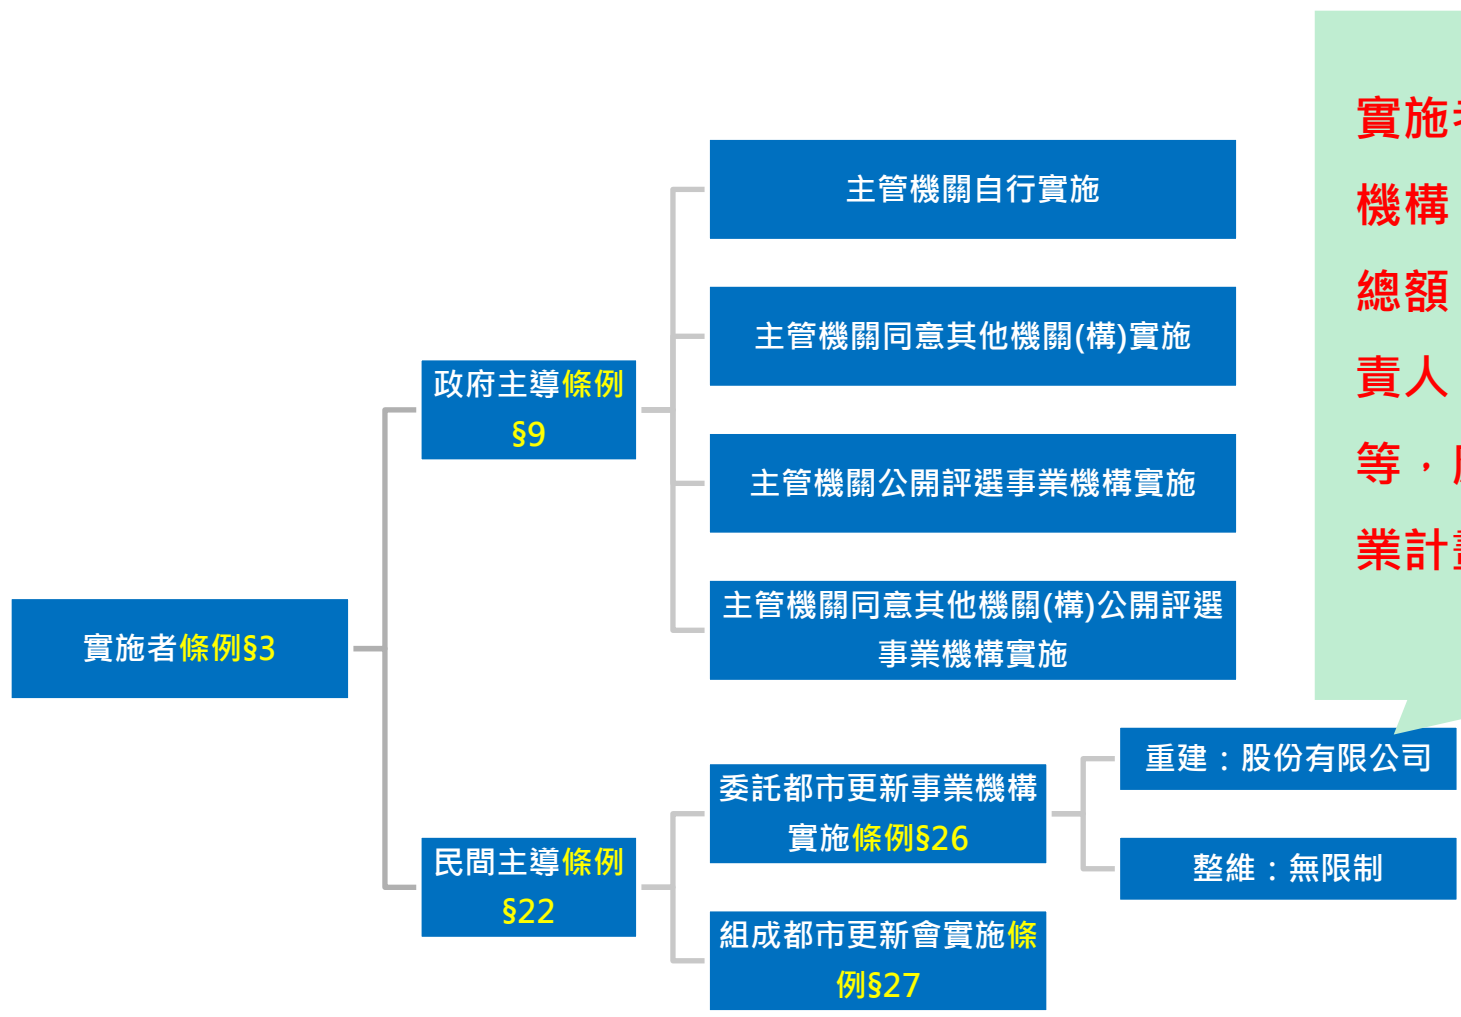 實施
機構
總額
責人
等，
業計
主管機關自行實施
主管機關同意其他機關(構)實施
政府主導條例
§9
主管機關公開評選事業機構實施
主管機關同意其他機關(構)公開評選
事業機構實施
實施者條例§3
重建：股份有限公司
委託都市更新事業機構
實施條例§26
整維：無限制
民間主導條例
§22
組成都市更新會實施條
例§27